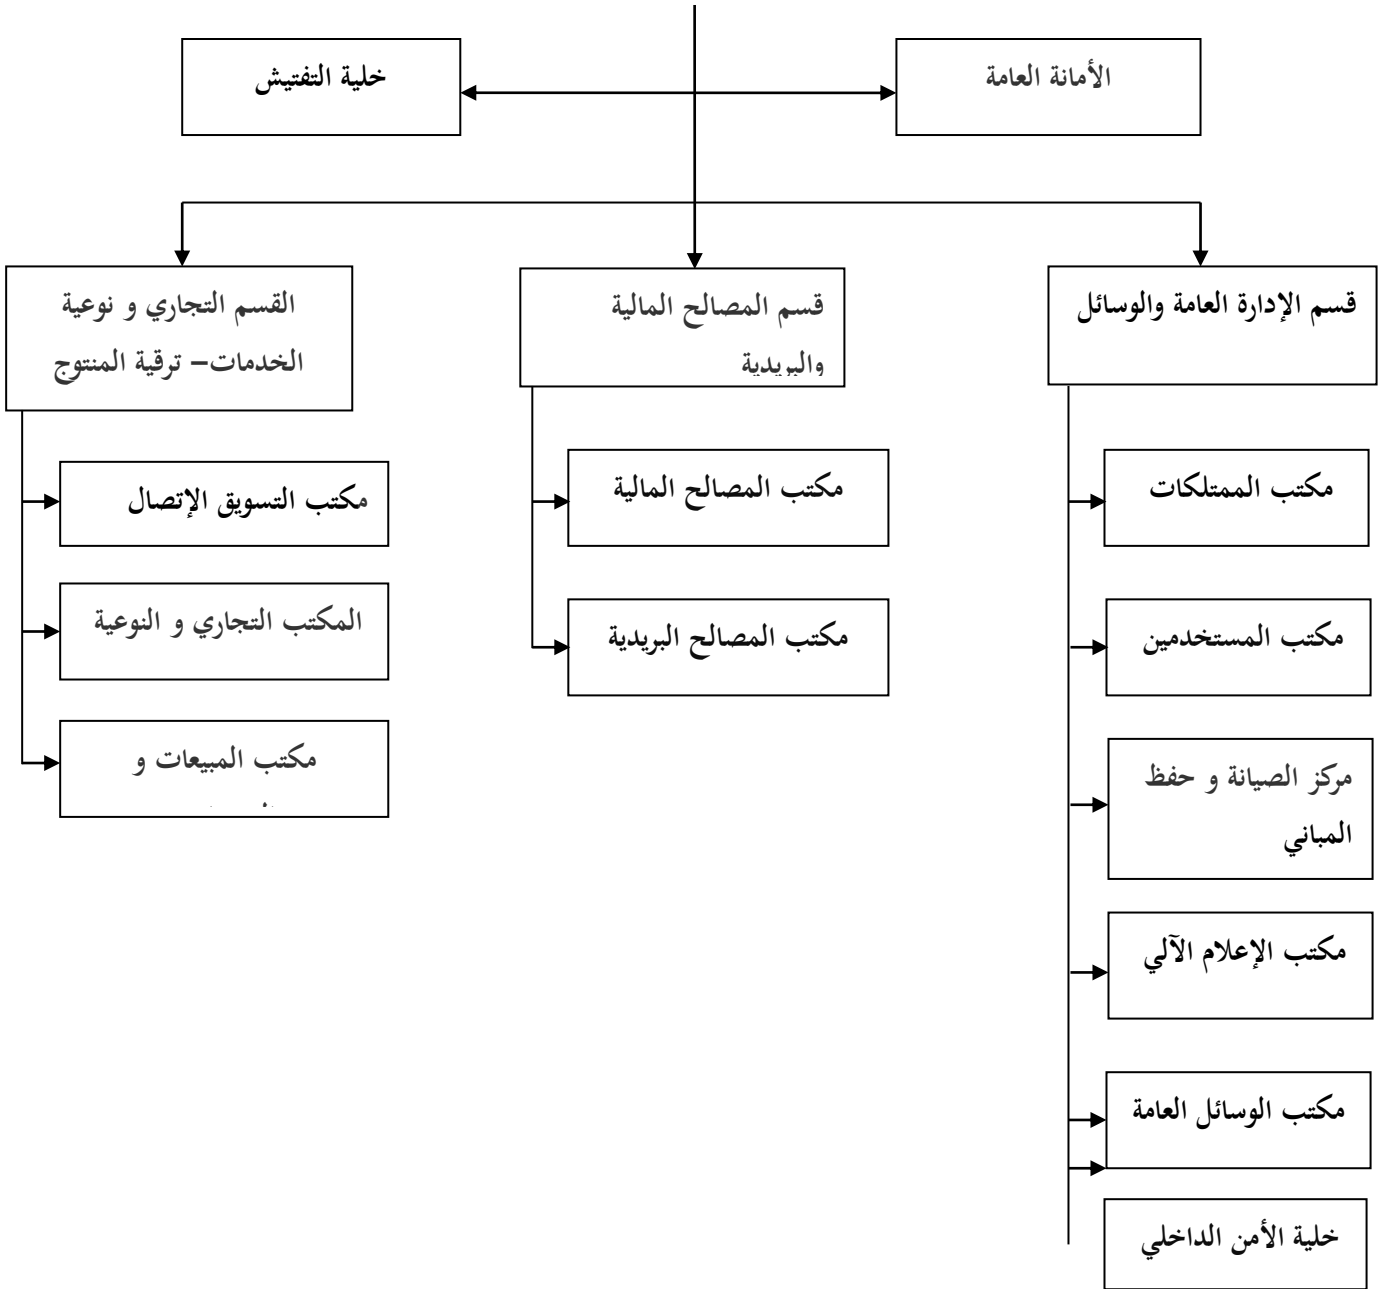 الأمانة العامة
خلية التفتيش
قسم الإدارة العامة والوسائل
قسم المصالح المالية
والبريدية
القسم التجاري و نوعية
الخدمات– ترقية المنتوج
مكتب الممتلكات
مكتب المستخدمين
مركز الصيانة و حفظ
المباني
مكتب الإعلام الآلي
مكتب الوسائل العامة
خلية الأمن الداخلي
مكتب المصالح المالية
مكتب المصالح البريدية
مكتب التسويق الإتصال
المكتب التجاري و النوعية
مكتب المبيعات و